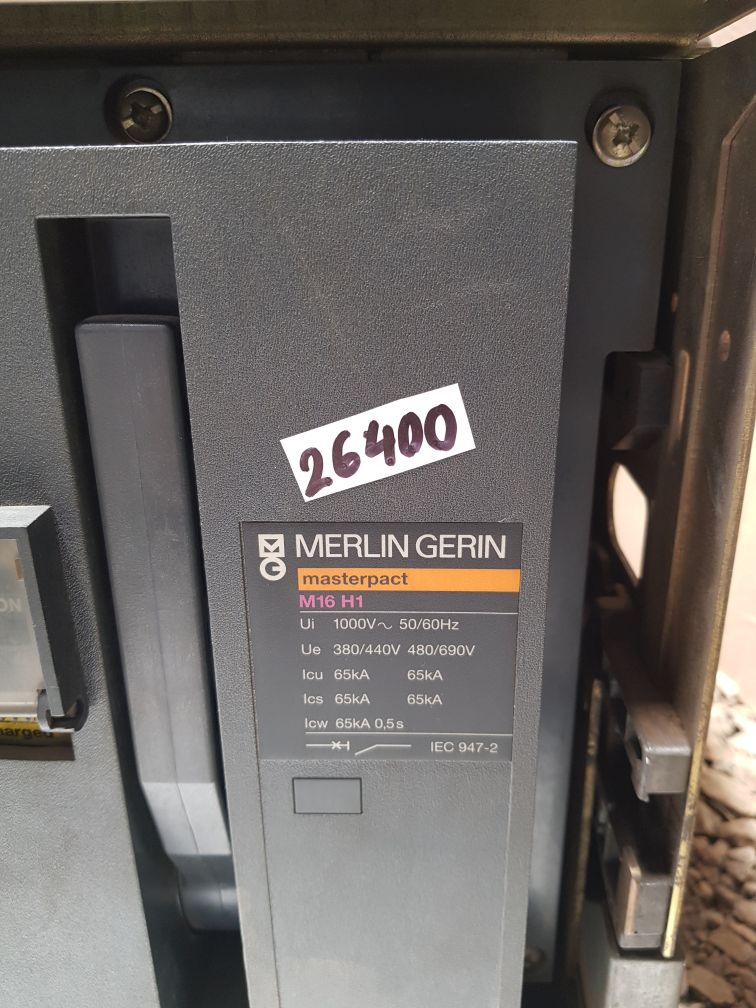 26400
MERLIN GERIN
masterpact
M16 H1
Ui 1000V~ 50/60Hz
Ue 380/440V 480/690V
Icu 65kA 65kA
Ics 65kA 65kA
Icw 65kA 0,5s
IEC 947-2
ON